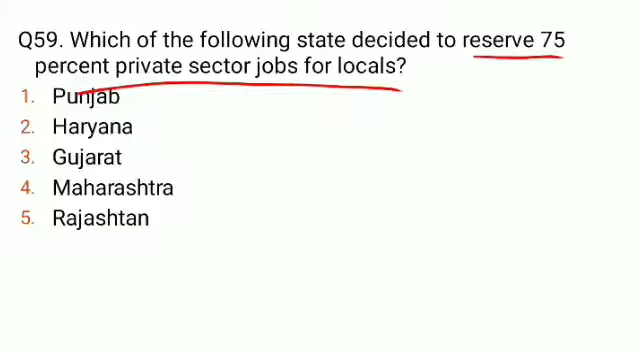 Q59. Which of the following state decided to reserve 75
percent private sector jobs for locals?
1. Punjab
2. Haryana
3. Gujarat
4. Maharashtra
5. Rajashtan